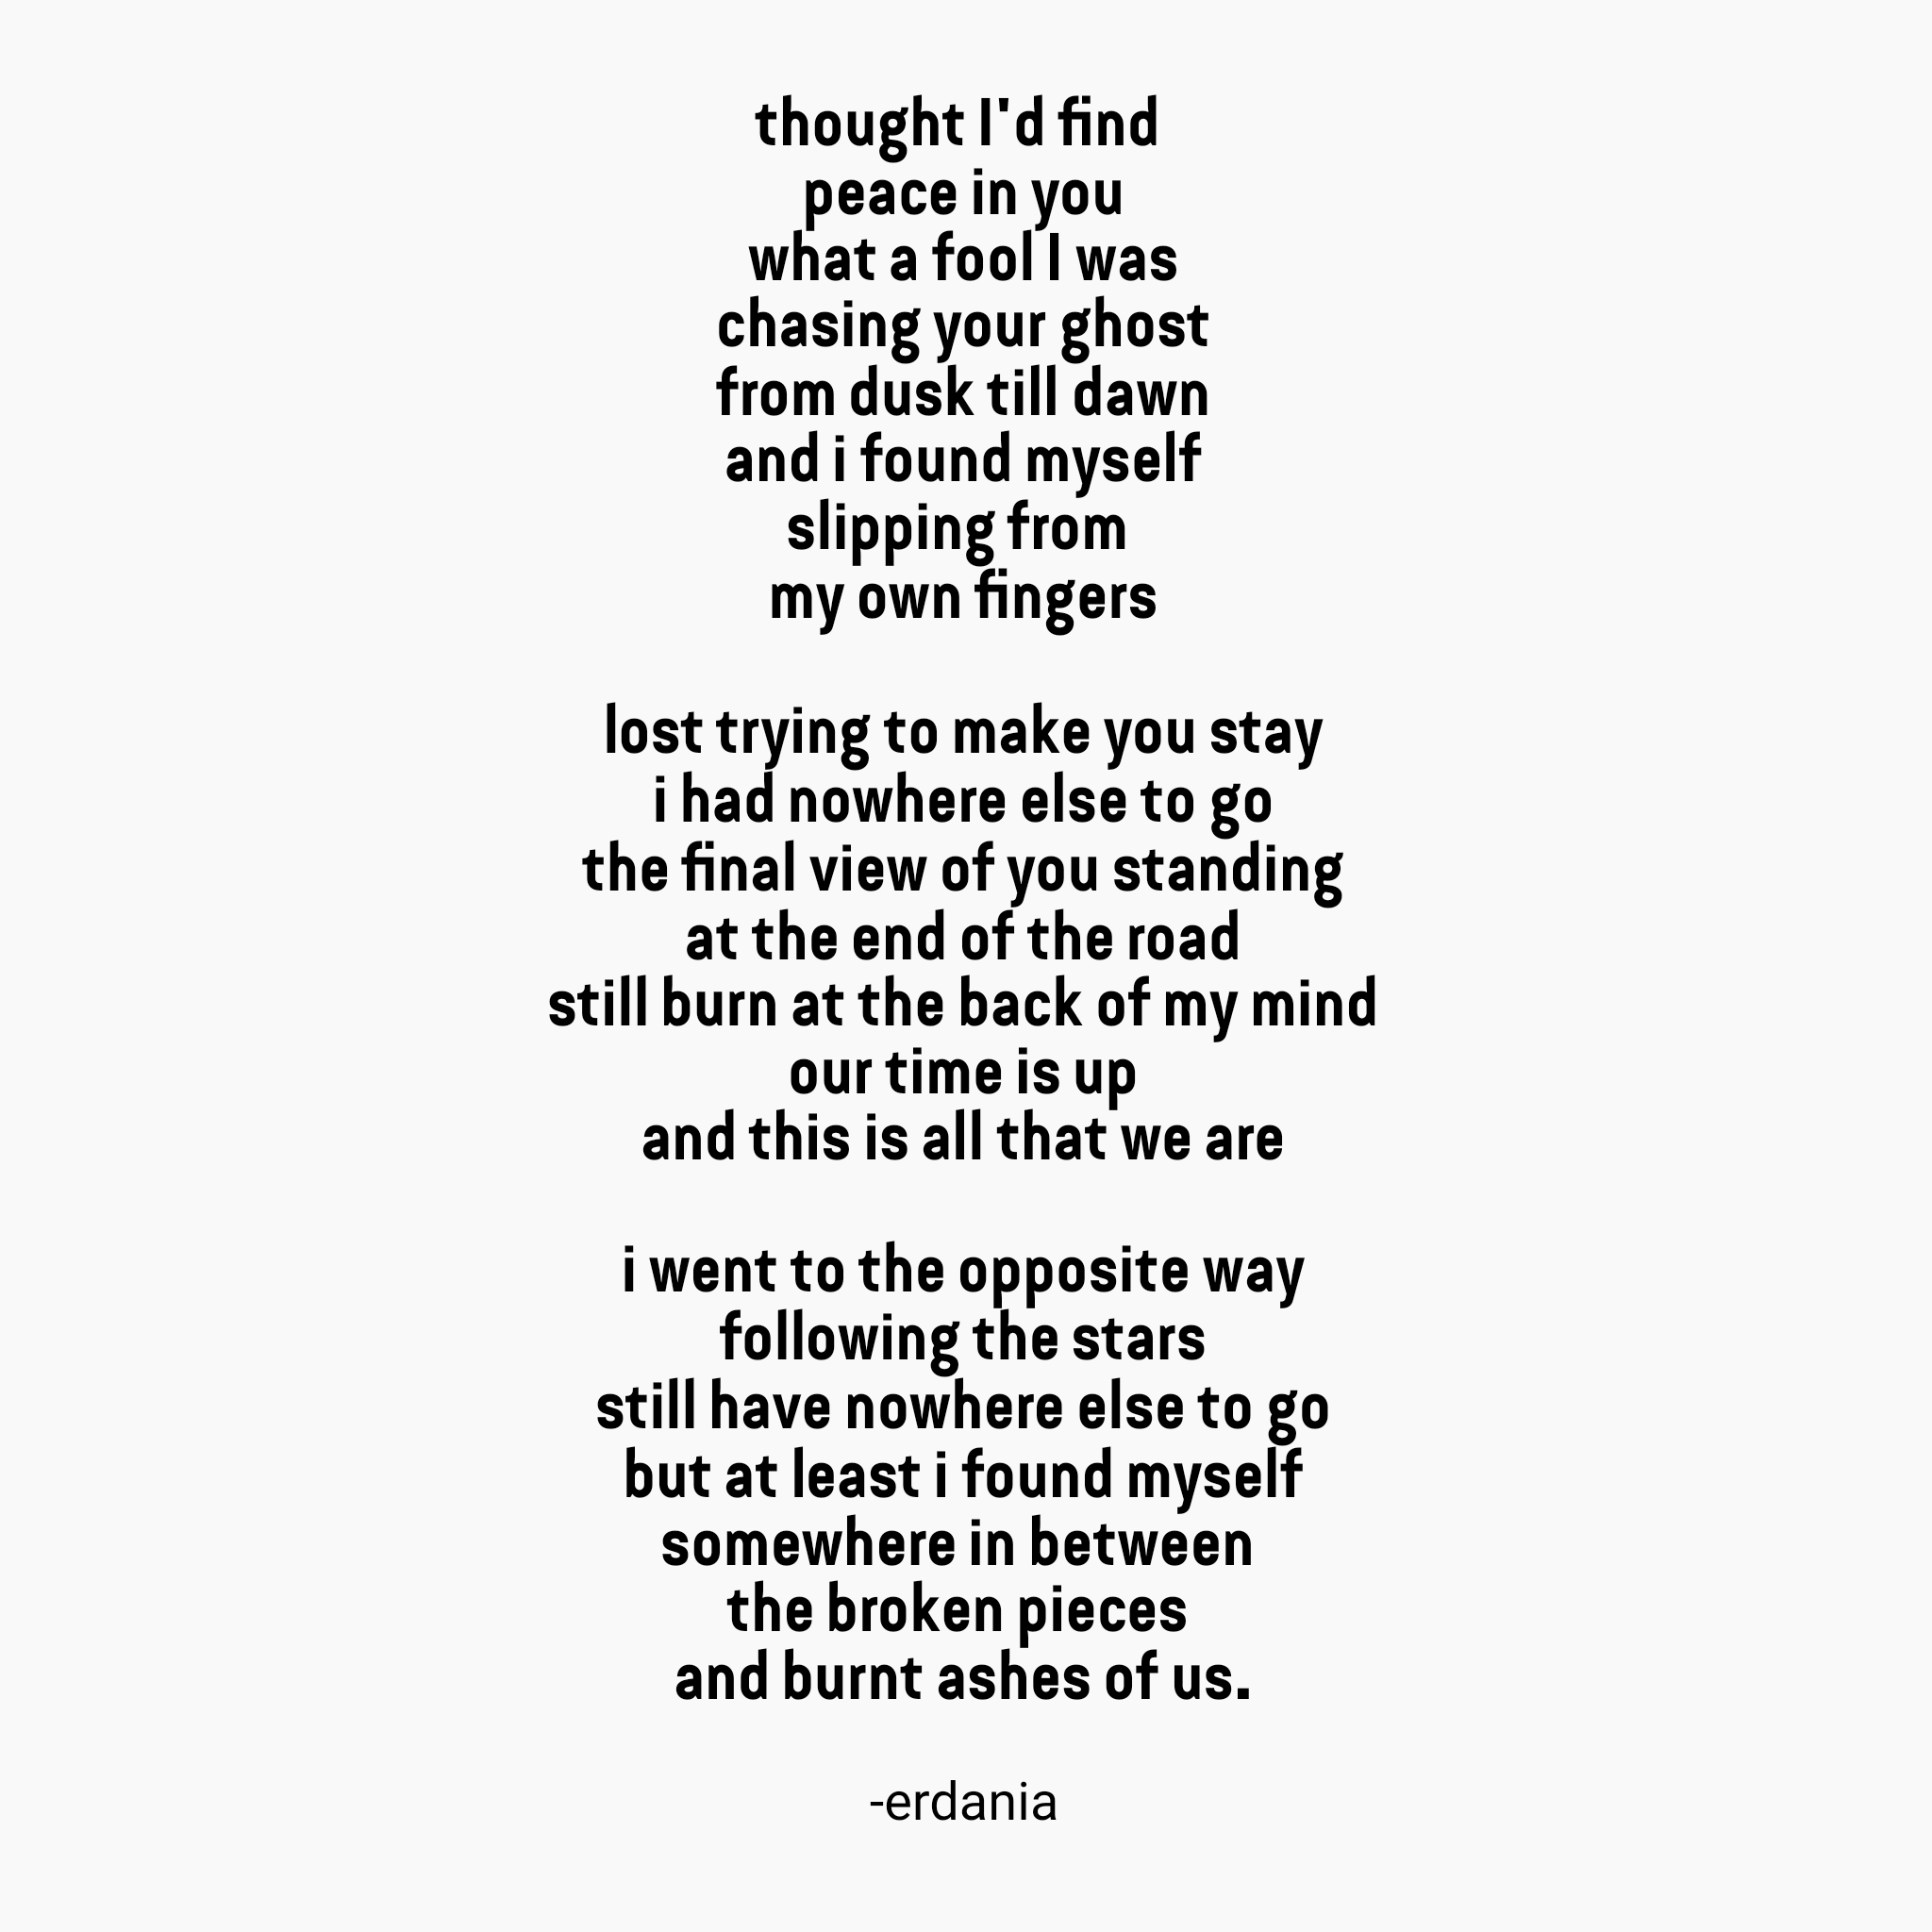 thought I'd find
peace in you
what a fool I was
chasing your ghost
from dusk till dawn
and i found myself
slipping from
my own fingers
lost trying to make you stay
i had nowhere else to go
the final view of you standing
at the end of the road
still burn at the back of my mind
our time is up
and this is all that we are
i went to the opposite way
following the stars
still have nowhere else to go
but at least i found myself
somewhere in between
the broken pieces
and burnt ashes of us.
-erdania